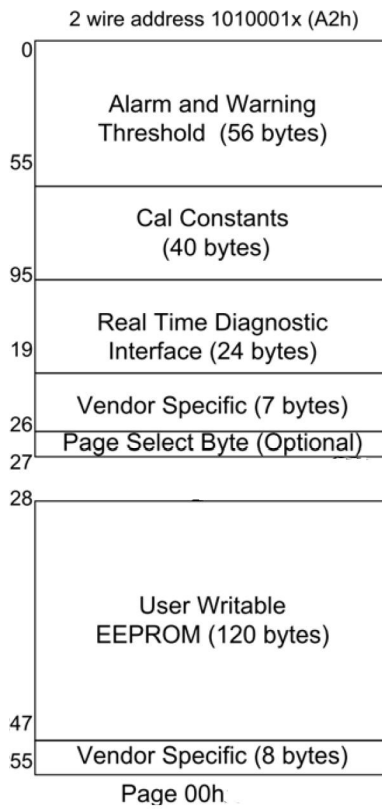 2 wire address 1010001x (A2h)
0
Alarm and Warning
Threshold (56 bytes)
55
Cal Constants
(40 bytes)
95
Real Time Diagnostic
19
Interface (24 bytes)
Vendor Specific (7 bytes)
26
Page Select Byte (Optional)
27
28
User Writable
EEPROM (120 bytes)
47
Vendor Specific (8 bytes)
55
Page 00h